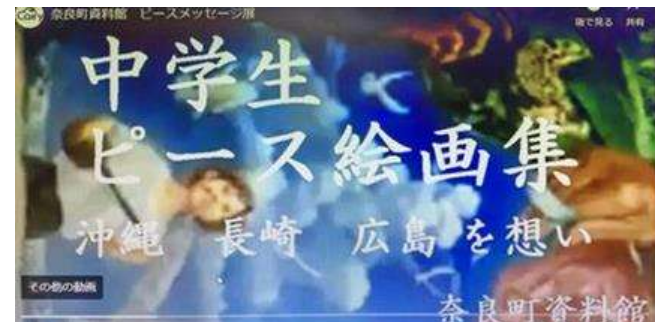 奈良町資料館 ピースメッセージ展
後で見る 共有
中学生
ピース絵画集
沖縄 長崎 広島 を想い
その他の動画
奈良町資料館